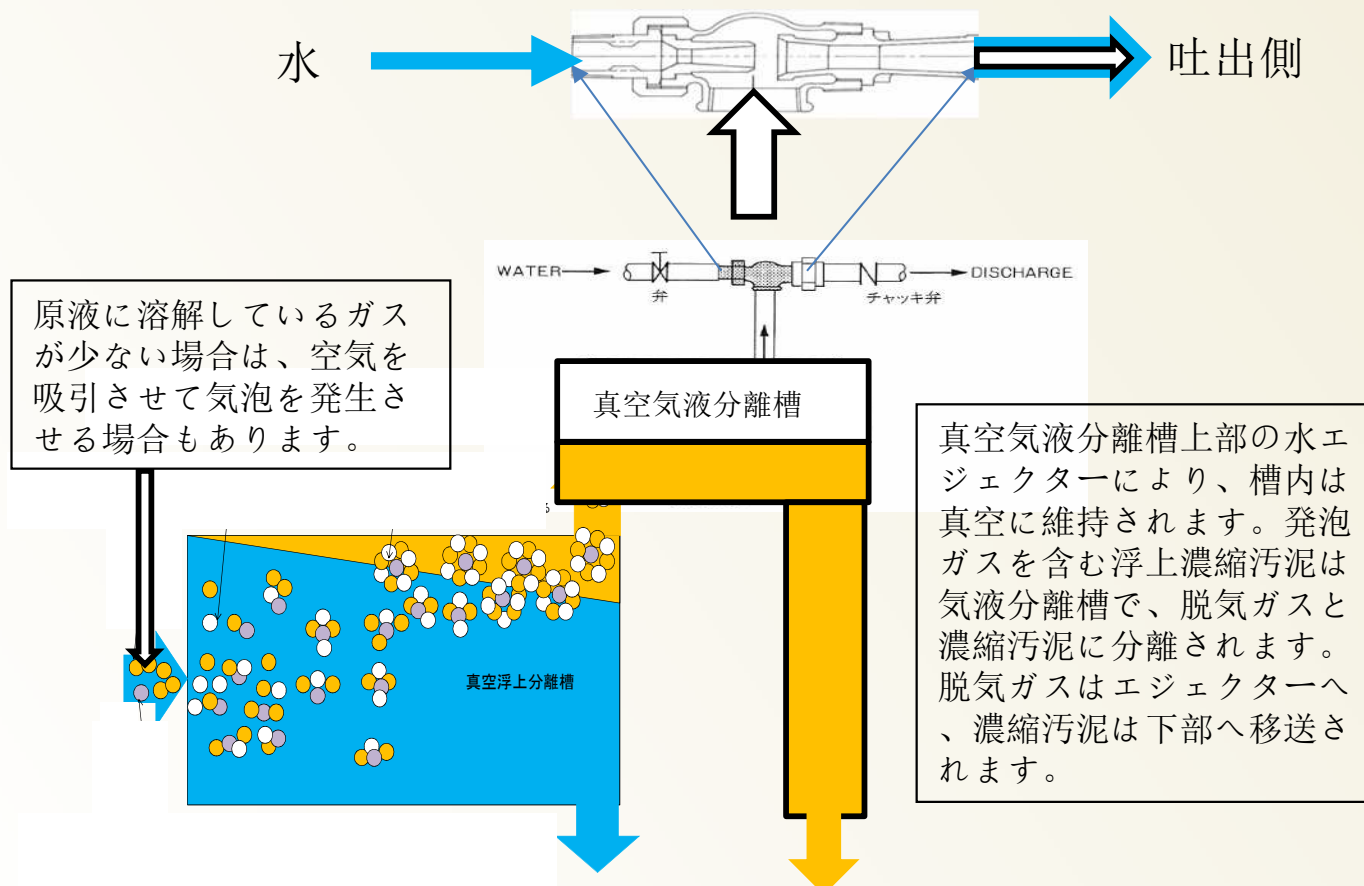 水
吐出側
WATER
弁
チャッキ弁
DISCHARGE
原液に溶解しているガス
が少ない場合は、空気を
吸引させて気泡を発生さ
せる場合もあります。
真空気液分離槽
真空気液分離槽上部の水エ
ジェクターにより、槽内は
真空に維持されます。発泡
ガスを含む浮上濃縮汚泥は
気液分離槽で、脱気ガスと
濃縮汚泥に分離されます。
脱気ガスはエジェクターへ
、濃縮汚泥は下部へ移送さ
れます。
真空浮上分離槽